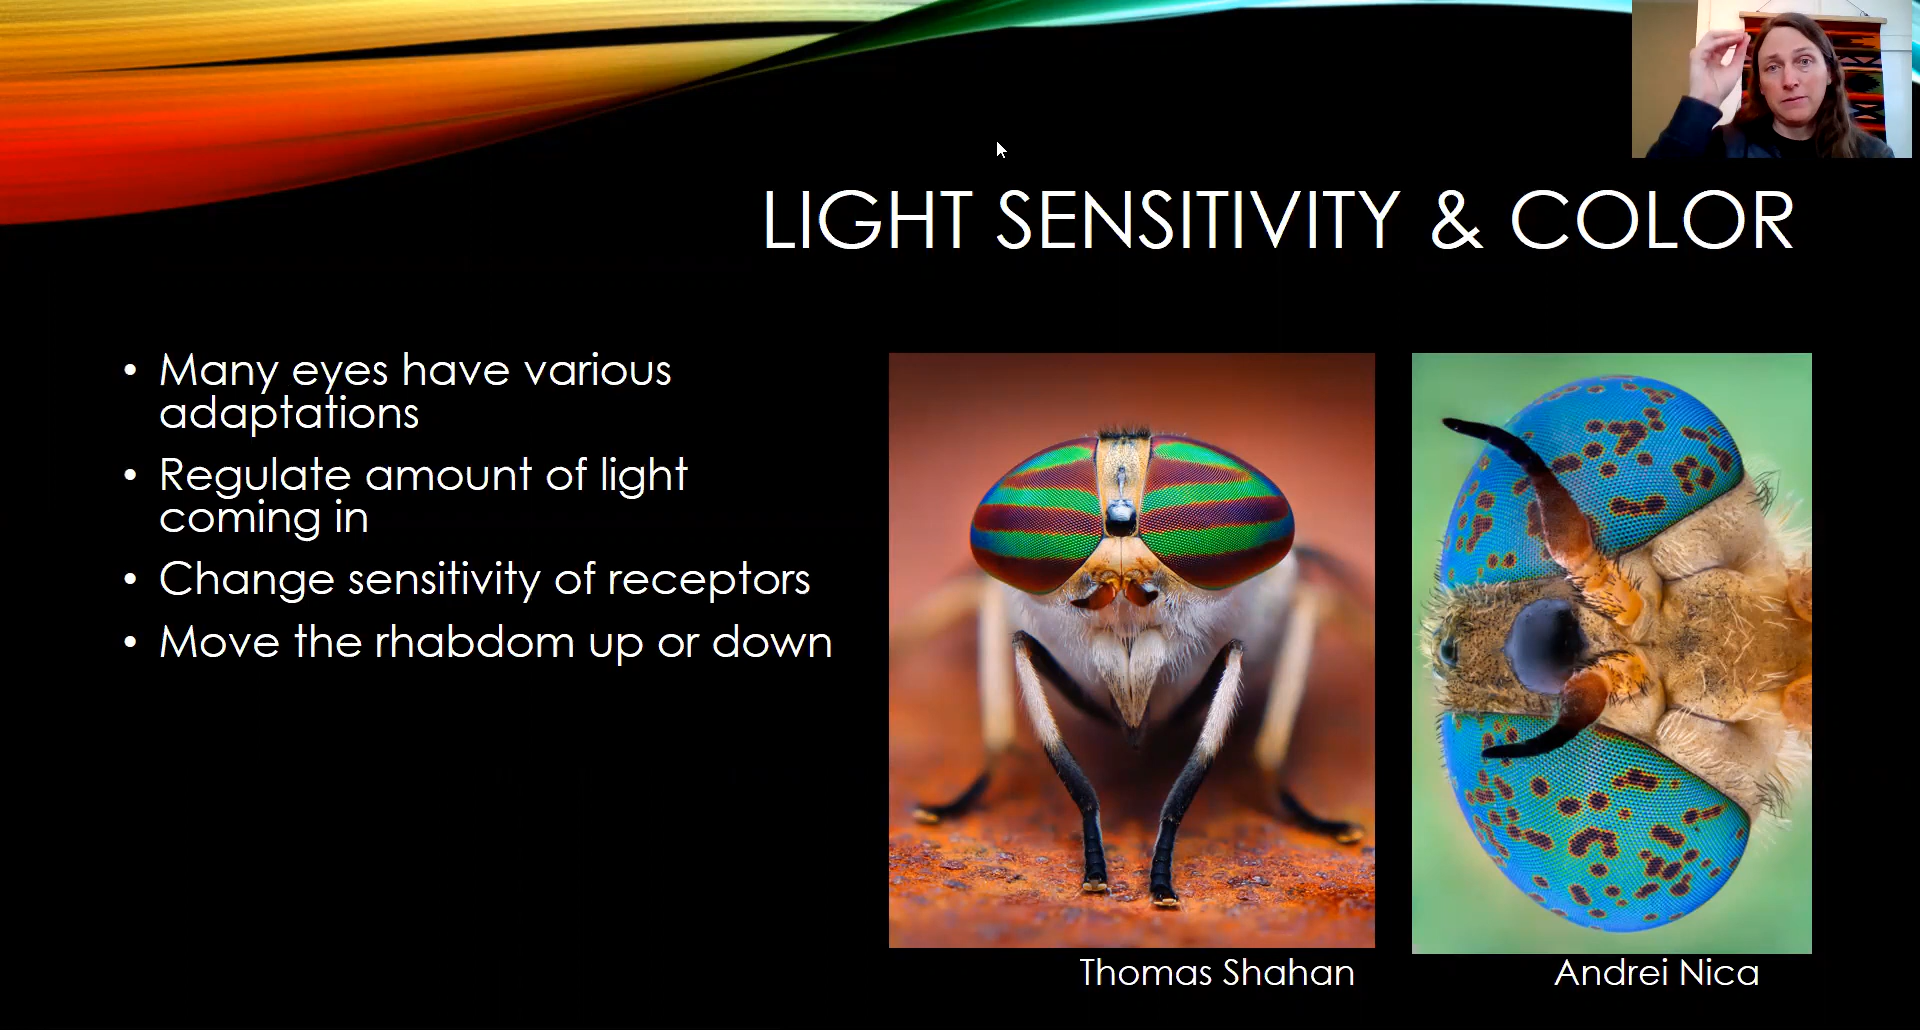 LIGHT SENSITIVITY & COLOR
• Many eyes have various
adaptations
• Regulate amount of light
coming in
• Change sensitivity of receptors
• Move the rhabdom up or down
Thomas Shahan
Andrei Nica